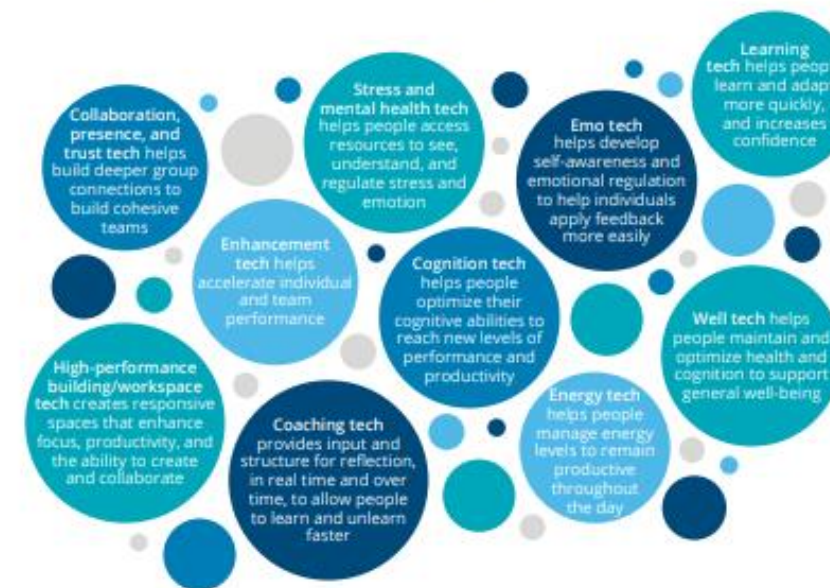 Collaboration,
presence, and
trust tech helps
build deeper group
connections to
build cohesive
teams
Stress and
mental health tech
helps people access
resources to see,
understand, and
regulate stress and
emotion
Emo tech
helps develop
self-awareness and
emotional regulation
to help individuals
apply feedback
more easily
Learning
tech helps peopl
learn and adap
more quickly,
and increases
confidence
Enhancement
tech helps
accelerate individual
and team
performance
Cognition tech
helps people
optimize their
cognitive abilities to
reach new levels of
performance and
productivity
Well tech helps
people maintain and
optimize health and
cognition to support
general well-being
High-performance
building/workspace
tech creates responsive
spaces that enhance
focus, productivity, and
the ability to create
and collaborate
Coaching tech
provides input and
structure for reflection,
in real time and over
time, to allow people
to learn and unlearn
faster
Energy tech
helps people
manage energy
levels to remain
productive
throughout
the day